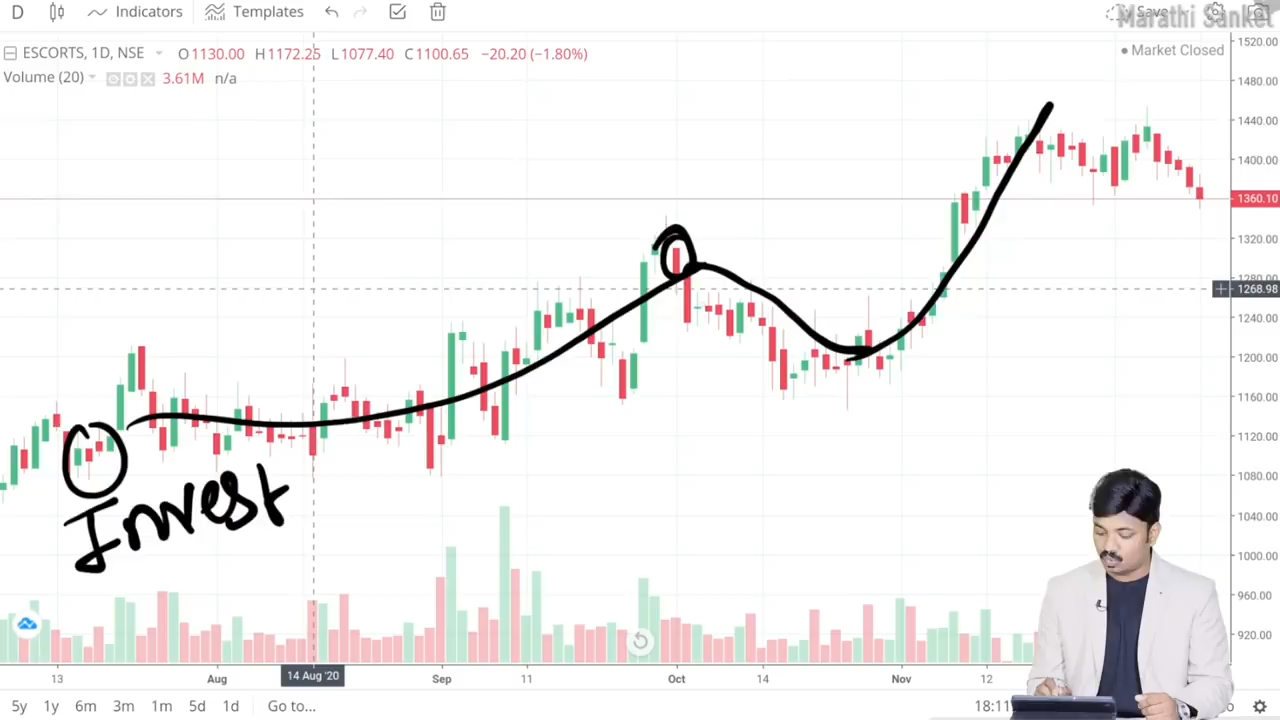 D Indicators Templates Save
Marathi Sanket
ESCORTS, 1D, NSE O1130.00 H1172.25 L1077.40 C1100.65 −20.20 (−1.80%)
Market Closed
Volume (20) 3.61M n/a
1520.00
1480.00
1440.00
1400.00
1360.10
1320.00
1280.00
1268.98
1240.00
1200.00
1160.00
1120.00
1080.00
1040.00
1000.00
960.00
920.00
Invest
13 Aug 14 Aug '20 Sep 11 Oct 14 Nov 12
5y 1y 6m 3m 1m 5d 1d Go to... 18:11